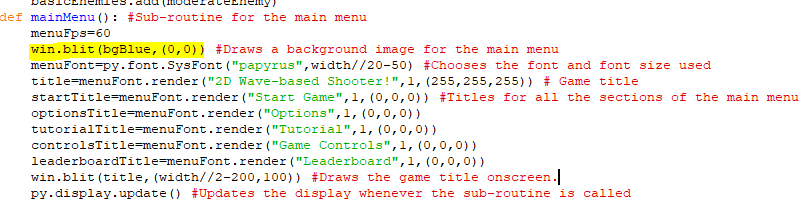 basicEnemies.add(moderateEnemy)
def mainMenu(): #Sub-routine for the main menu
    menuFps=60
    win.blit(bgBlue,(0,0)) #Draws a background image for the main menu
    menuFont=py.font.SysFont("papyrus",width//20-50) #Chooses the font and font size used
    title=menuFont.render("2D Wave-based Shooter!",1,(255,255,255)) # Game title
    startTitle=menuFont.render("Start Game",1,(0,0,0)) #Titles for all the sections of the main menu
    optionsTitle=menuFont.render("Options",1,(0,0,0))
    tutorialTitle=menuFont.render("Tutorial",1,(0,0,0))
    controlsTitle=menuFont.render("Game Controls",1,(0,0,0))
    leaderboardTitle=menuFont.render("Leaderboard",1,(0,0,0))
    win.blit(title,(width//2-200,100)) #Draws the game title onscreen.
    py.display.update() #Updates the display whenever the sub-routine is called